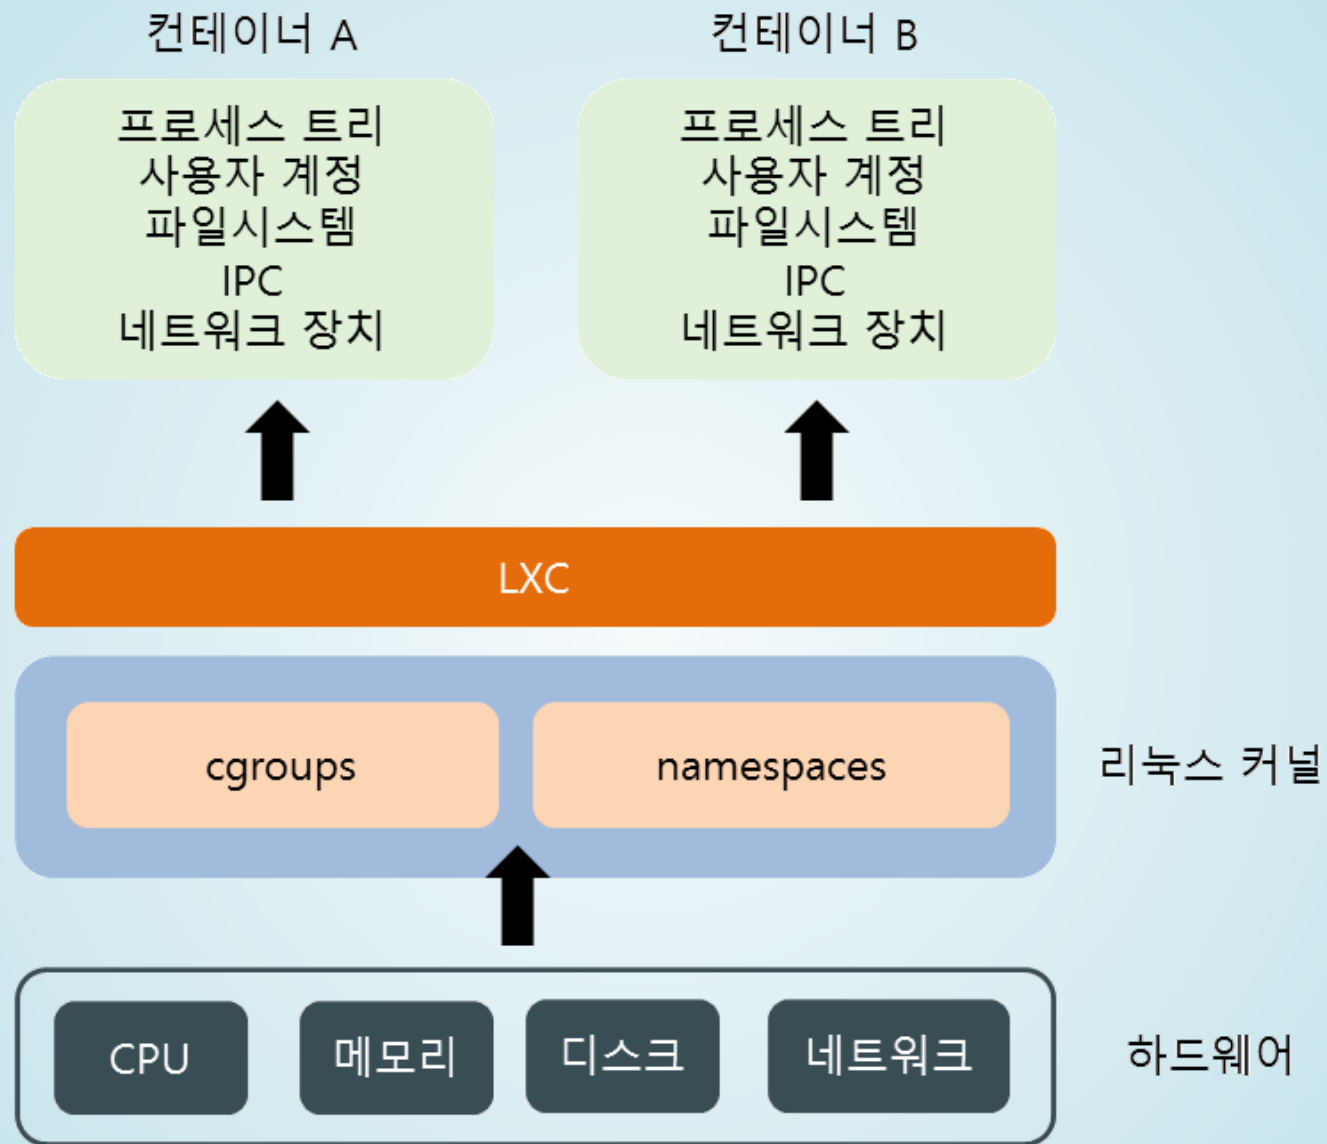 컨테이너 A
컨테이너 B
프로세스 트리
사용자 계정
파일시스템
IPC
네트워크 장치
프로세스 트리
사용자 계정
파일시스템
IPC
네트워크 장치
LXC
cgroups
namespaces
리눅스 커널
CPU
메모리
디스크
네트워크
하드웨어